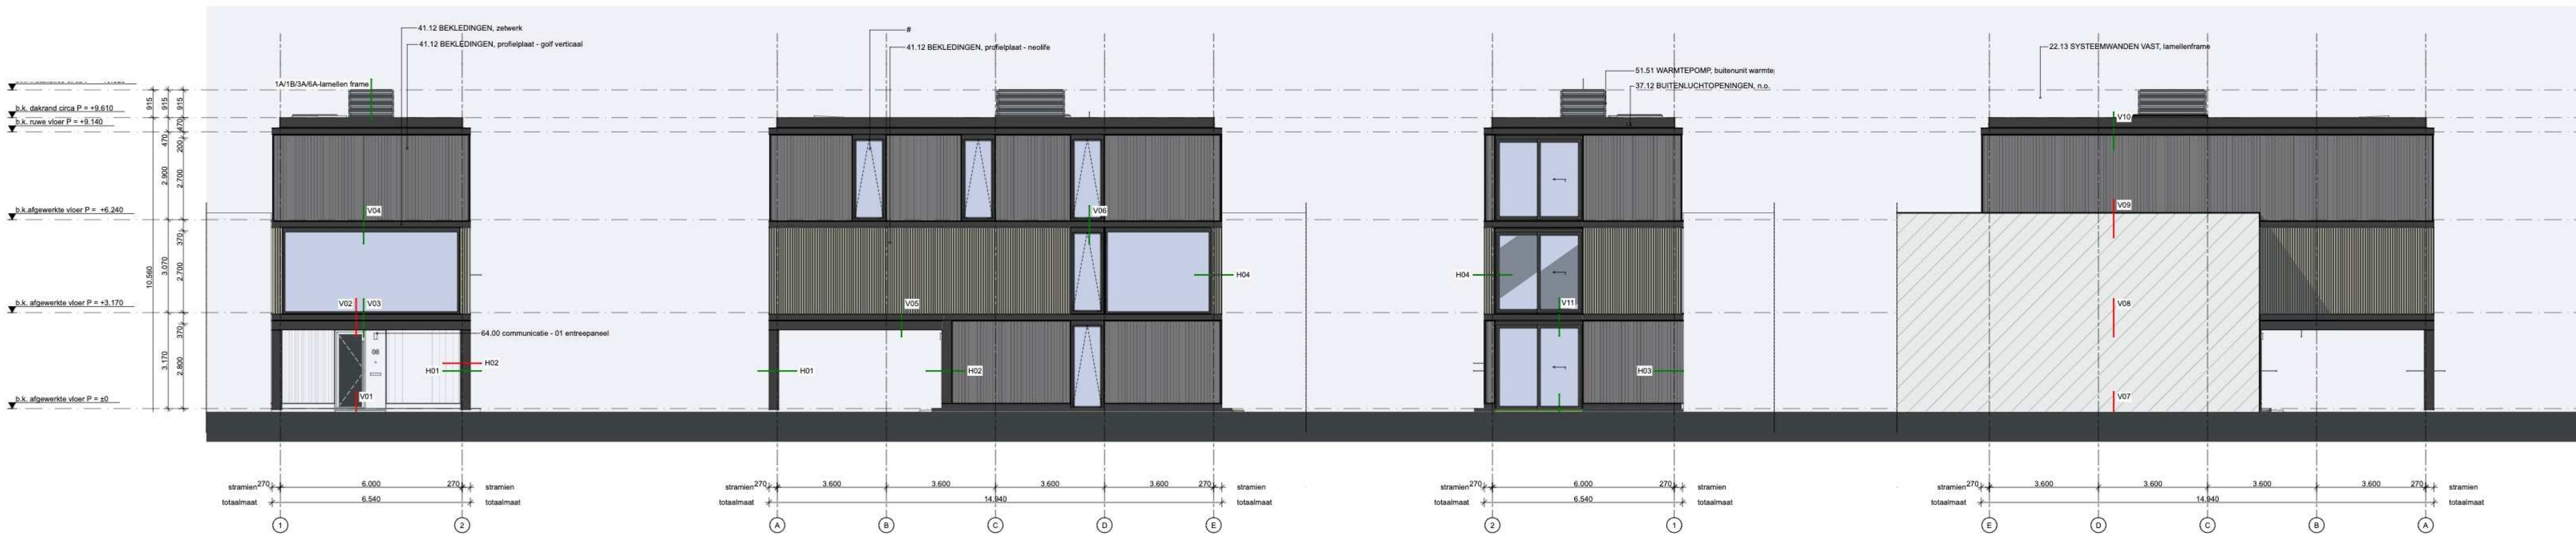 41.12 BEKLEDINGEN, zetwerk
41.12 BEKLEDINGEN, profielplaat - golf verticaal
1A/1B/3A/6A-lamellen frame
b.k. dakrand circa P = +9.610
b.k. ruwe vloer P = +9.140
b.k.afgewerkte vloer P = +6.240
b.k. afgewerkte vloer P = +3.170
b.k. afgewerkte vloer P = ±0
915
10.560
915
470
2.900
3.070
3.170
915
470
200
2.700
370
2.700
370
2.800
V04
V02
V03
64.00 communicatie - 01 entreepaneel
08
H02
H01
V01
stramien
270
6.000
270
stramien
totaalmaat
6.540
totaalmaat
1
2
#
41.12 BEKLEDINGEN, profielplaat - neolife
V06
H04
V05
H01
H02
stramien
270
3.600
3.600
3.600
3.600
270
stramien
totaalmaat
14.940
totaalmaat
A
B
C
D
E
51.51 WARMTEPOMP, buitenunit warmte
37.12 BUITENLUCHTOPENINGEN, n.o.
H04
V11
H03
stramien
270
6.000
270
stramien
totaalmaat
6.540
totaalmaat
2
1
22.13 SYSTEEMWANDEN VAST, lamellenframe
V10
V09
V08
V07
stramien
270
3.600
3.600
3.600
3.600
270
stramien
totaalmaat
14.940
totaalmaat
E
D
C
B
A